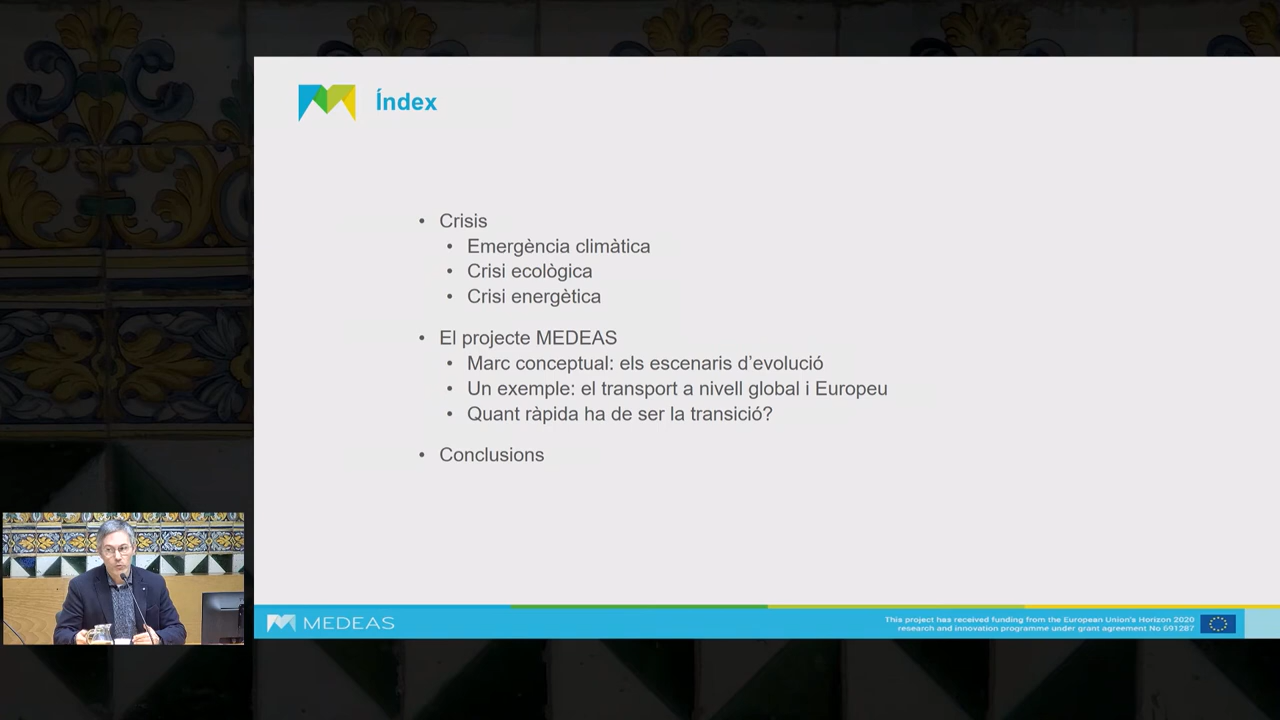 Índex
• Crisis
• Emergència climàtica
• Crisi ecològica
• Crisi energètica
• El projecte MEDEAS
• Marc conceptual: els escenaris d’evolució
• Un exemple: el transport a nivell global i Europeu
• Quant ràpida ha de ser la transició?
• Conclusions
MEDEAS
This project has received funding from the European Union's Horizon 2020
research and innovation programme under grant agreement No 691287